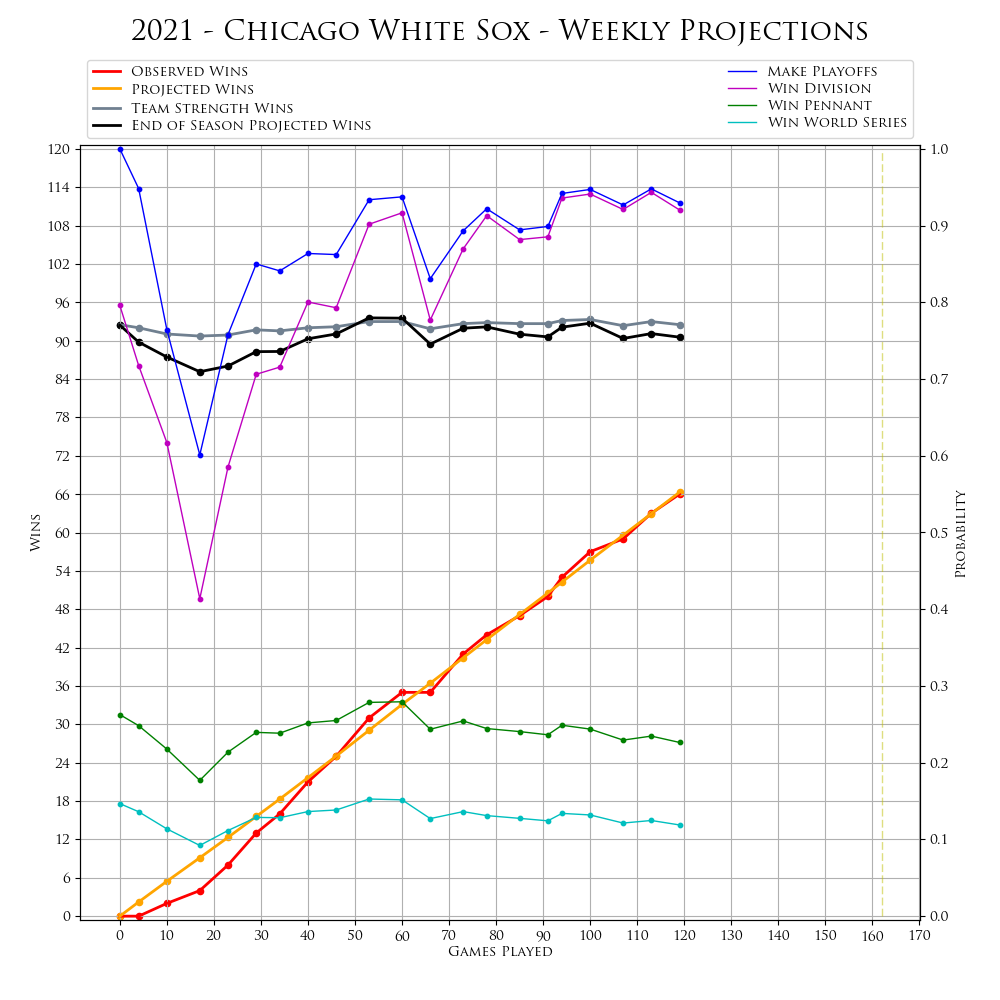 2021 - Chicago White Sox - Weekly Projections
Observed Wins
Projected Wins
Team Strength Wins
End of Season Projected Wins
Make Playoffs
Win Division
Win Pennant
Win World Series
120
114
108
102
96
90
84
78
72
66
60
54
48
42
36
30
24
18
12
6
0
Wins
1.0
0.9
0.8
0.7
0.6
0.5
0.4
0.3
0.2
0.1
0.0
Probability
0 10 20 30 40 50 60 70 80 90 100 110 120 130 140 150 160 170
Games Played